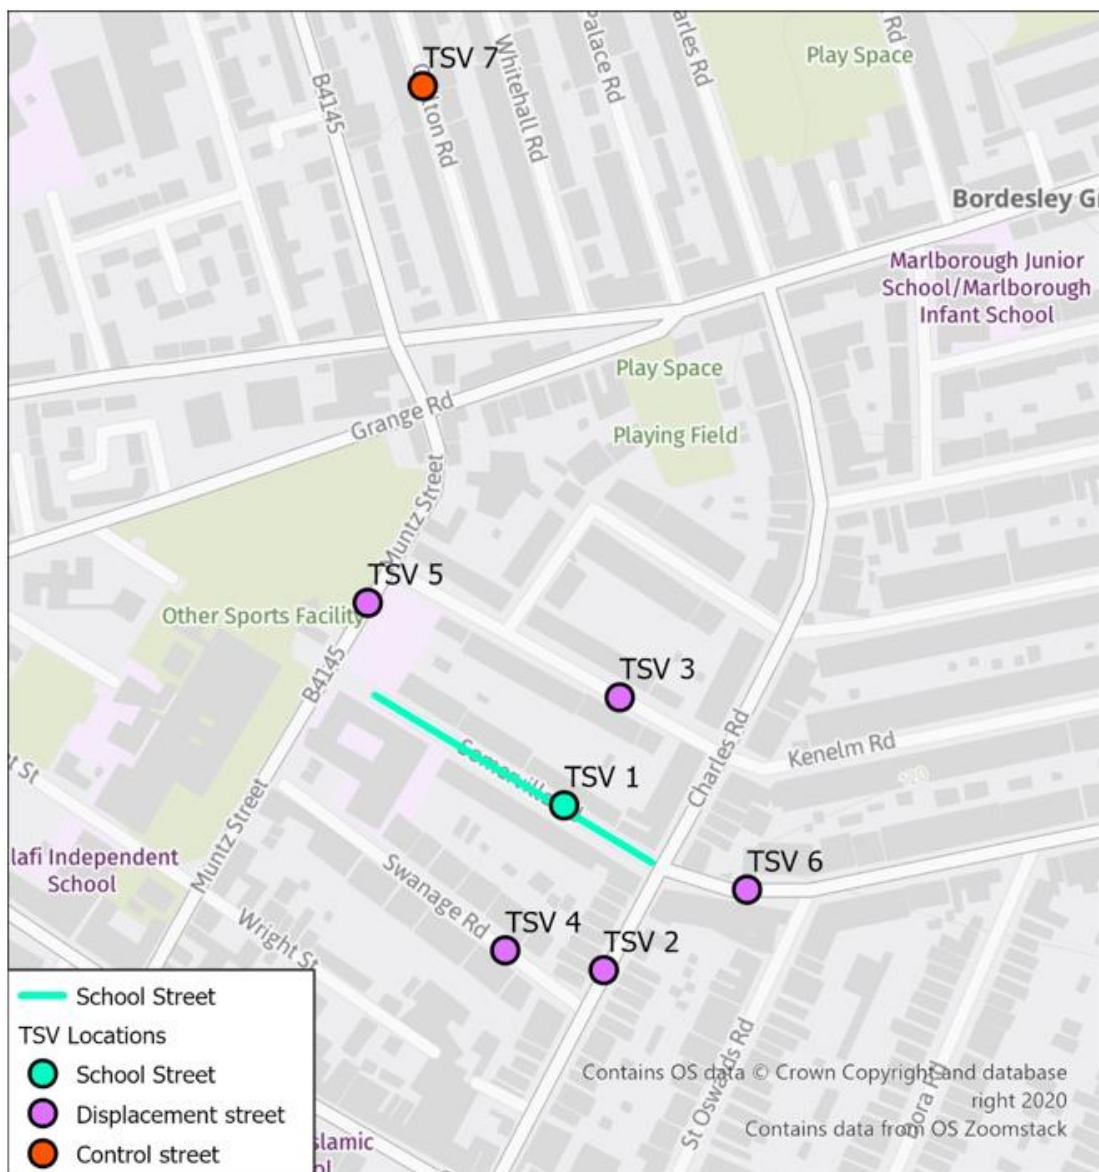 TSV 7
Play Space
B4145
Whitehall Rd
Palace Rd
Rd
Bordesley
Marlborough Junior
School/Marlborough
Infant School
Play Space
Grange Rd
Playing Field
Muntz Street
TSV 5
Other Sports Facility
B4145
TSV 3
Charles Rd
Kenelm Rd
TSV 1
TSV 6
Independent
School
Muntz Street
Swanage Rd
TSV 4
TSV 2
Wright St
School Street
TSV Locations
School Street
Displacement street
Control street
St Oswalds Rd
Contains OS data © Crown Copyright and database
right 2020
Contains data from OS Zoomstack